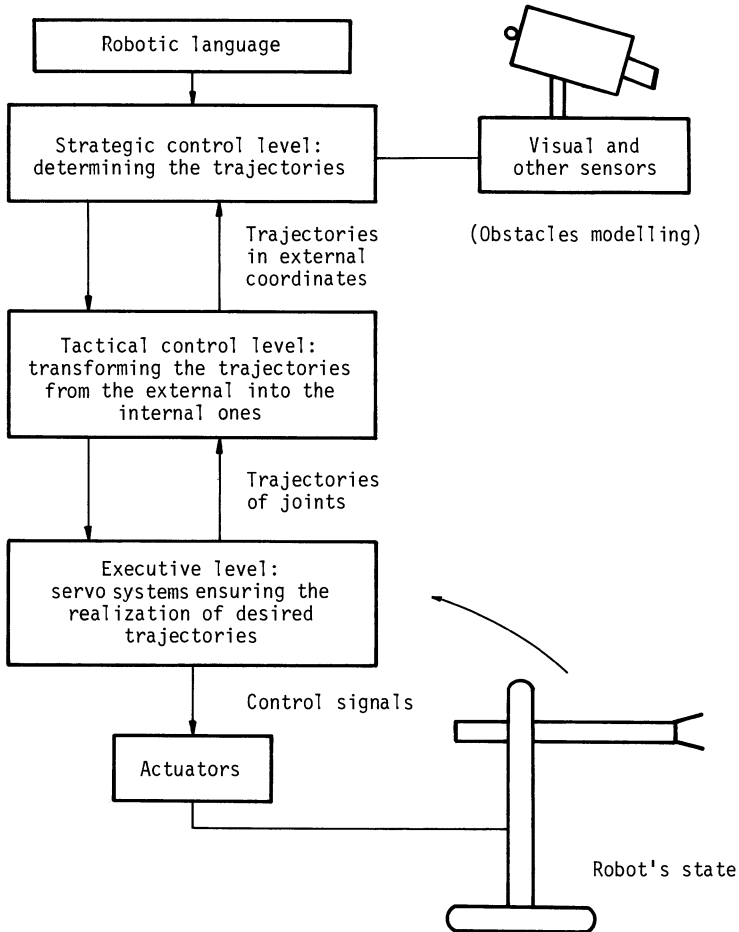 Robotic language
Strategic control level:
determining the trajectories
Visual and
other sensors
(Obstacles modelling)
Trajectories
in external
coordinates
Tactical control level:
transforming the trajectories
from the external into the
internal ones
Trajectories
of joints
Executive level:
servo systems ensuring the
realization of desired
trajectories
Control signals
Actuators
Robot's state